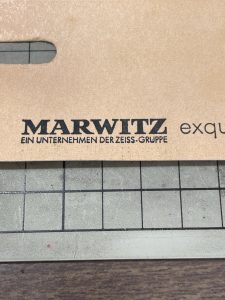 MARWITZ exqu
EIN UNTERNEHMEN DER ZEISS-GRUPPE